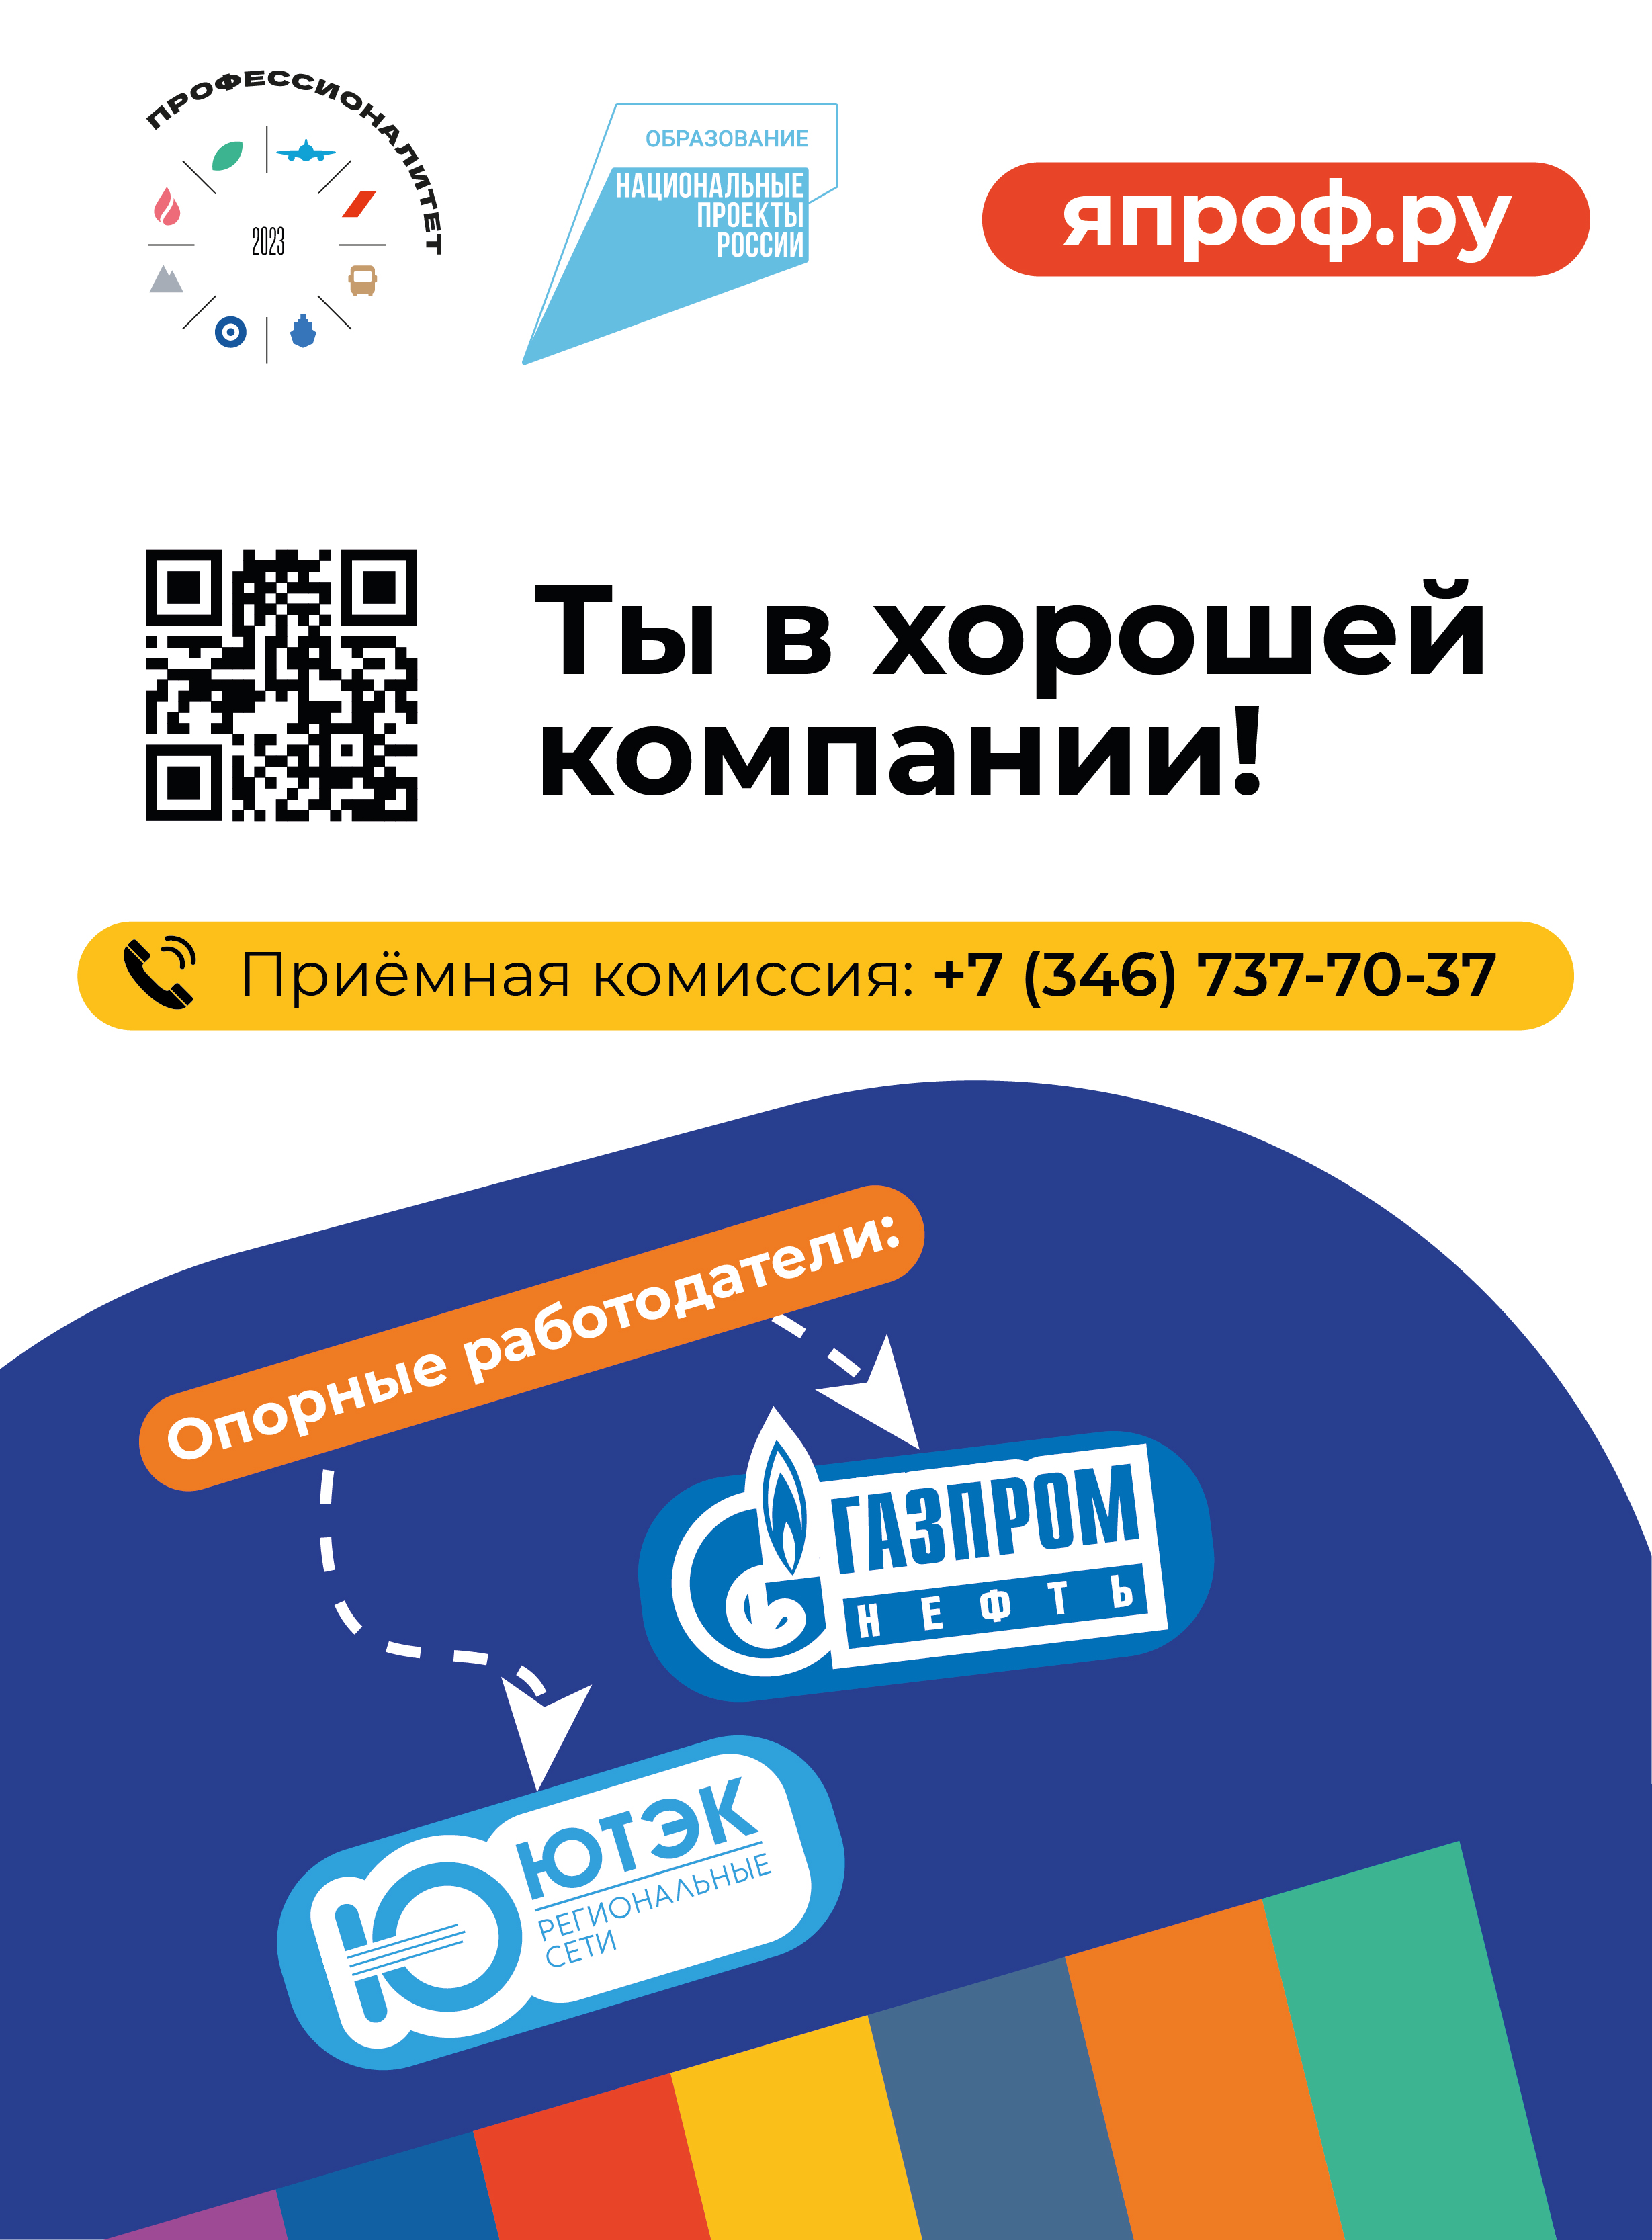 ПРОФЕССИОНАЛИТЕТ
2023
ОБРАЗОВАНИЕ
НАЦИОНАЛЬНЫЕ
ПРОЕКТЫ
РОССИИ
япроф.ру
Ты в хорошей
компании!
Приёмная комиссия: +7 (346) 737-70-37
Опорные работодатели:
ГАЗПРОМ
НЕФТЬ
ЮТЭК
РЕГИОНАЛЬНЫЕ
СЕТИ